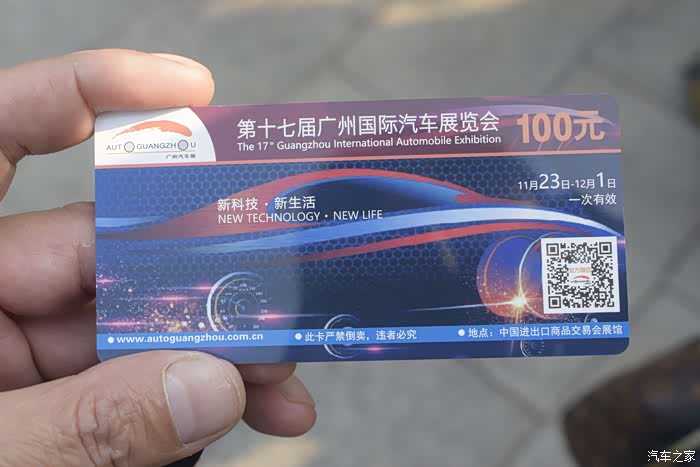 第十七届广州国际汽车展览会
100元
The 17th Guangzhou International Automobile Exhibition
AUTO GUANGZHOU
广州汽车展
11月23日-12月1日
一次有效
新科技·新生活
NEW TECHNOLOGY·NEW LIFE
www.autoguangzhou.com.cn
此卡严禁倒卖，违者必究
地点：中国进出口商品交易会展馆
汽车之家